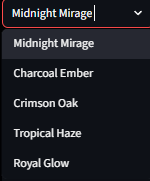 Midnight Mirage
Midnight Mirage
Charcoal Ember
Crimson Oak
Tropical Haze
Royal Glow